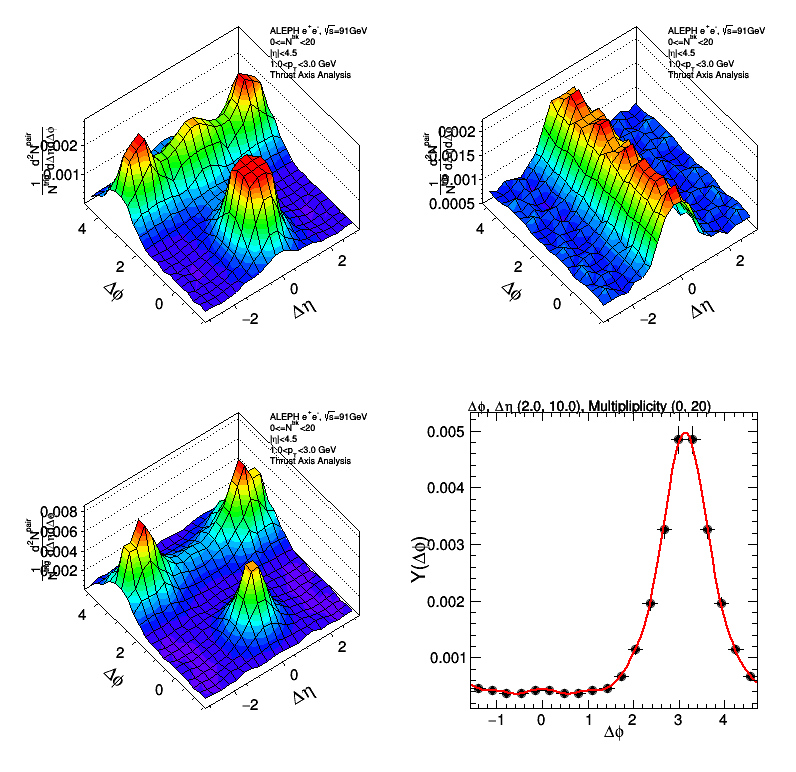 ALEPH e⁺e⁻, √s=91GeV
0<=N^trk<20
|η|<4.5
1.0<p_T<3.0 GeV
Thrust Axis Analysis
0.002
0.001
4
2
0
Δϕ
−2
0
2
Δη
ALEPH e⁺e⁻, √s=91GeV
0<=N^trk<20
|η|<4.5
1.0<p_T<3.0 GeV
Thrust Axis Analysis
0.002
0.0015
0.001
0.0005
4
2
0
Δϕ
−2
0
2
Δη
ALEPH e⁺e⁻, √s=91GeV
0<=N^trk<20
|η|<4.5
1.0<p_T<3.0 GeV
Thrust Axis Analysis
0.008
0.006
0.004
0.002
4
2
0
Δϕ
−2
0
2
Δη
Δϕ, Δη (2.0, 10.0), Multipliplicity (0, 20)
Y(Δϕ)
0.005
0.004
0.003
0.002
0.001
−1 0 1 2 3 4
Δϕ